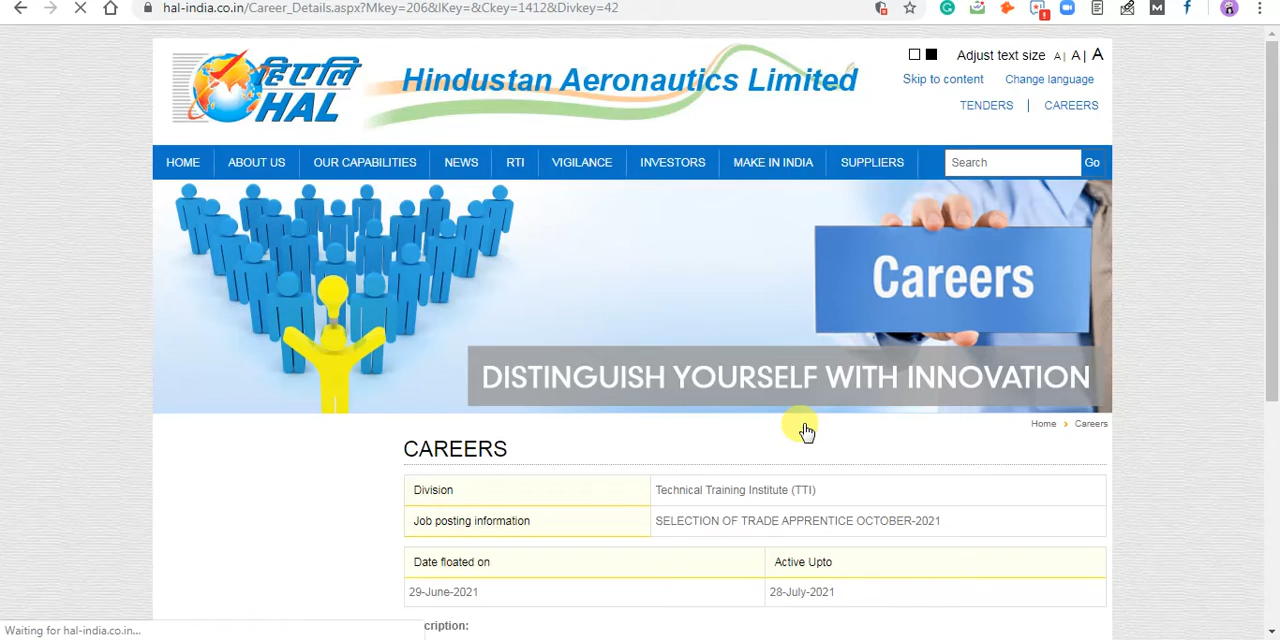 hal-india.co.in/Career_Details.aspx?Mkey=206&lKey=&Ckey=1412&Divkey=42
हिएलि
HAL
Hindustan Aeronautics Limited
Adjust text size A| A| A
Skip to content Change language
TENDERS | CAREERS
HOME ABOUT US OUR CAPABILITIES NEWS RTI VIGILANCE INVESTORS MAKE IN INDIA SUPPLIERS Search Go
Careers
DISTINGUISH YOURSELF WITH INNOVATION
Home > Careers
CAREERS
Division Technical Training Institute (TTI)
Job posting information SELECTION OF TRADE APPRENTICE OCTOBER-2021
Date floated on Active Upto
29-June-2021 28-July-2021
cription:
Waiting for hal-india.co.in...